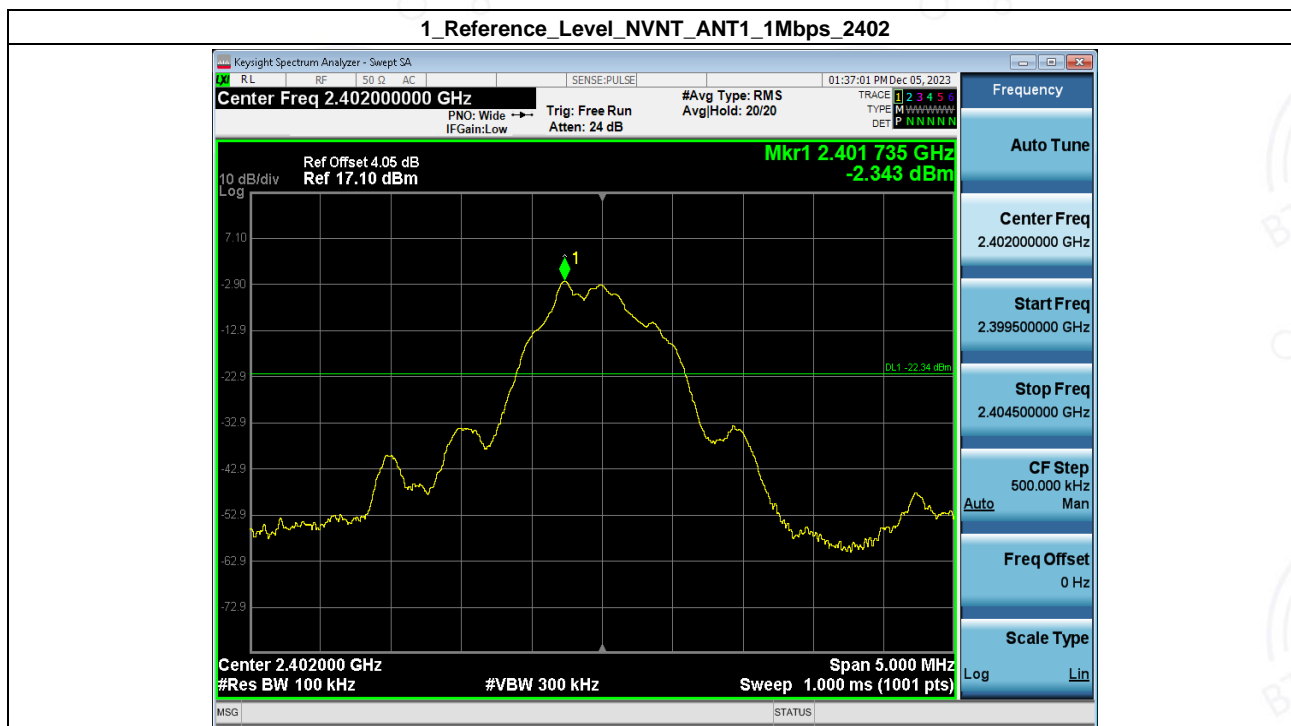 1_Reference_Level_NVNT_ANT1_1Mbps_2402
Keysight Spectrum Analyzer - Swept SA
LXI RL RF 50 Ω AC SENSE:PULSE 01:37:01 PM Dec 05, 2023
Center Freq 2.402000000 GHz
PNO: Wide
IFGain:Low
Trig: Free Run
Atten: 24 dB
#Avg Type: RMS
Avg|Hold: 20/20
TRACE 1 2 3 4 5 6
TYPE M WWWWW
DET P N N N N N
Mkr1 2.401 735 GHz
-2.343 dBm
Ref Offset 4.05 dB
10 dB/div Ref 17.10 dBm
Log
1
7.10
-2.90
-12.9
-22.9
DL1 -22.34 dBm
-32.9
-42.9
-52.9
-62.9
-72.9
Center 2.402000 GHz Span 5.000 MHz
#Res BW 100 kHz #VBW 300 kHz Sweep 1.000 ms (1001 pts)
MSG STATUS
Frequency
Auto Tune
Center Freq
2.402000000 GHz
Start Freq
2.399500000 GHz
Stop Freq
2.404500000 GHz
CF Step
500.000 kHz
Auto Man
Freq Offset
0 Hz
Scale Type
Log Lin